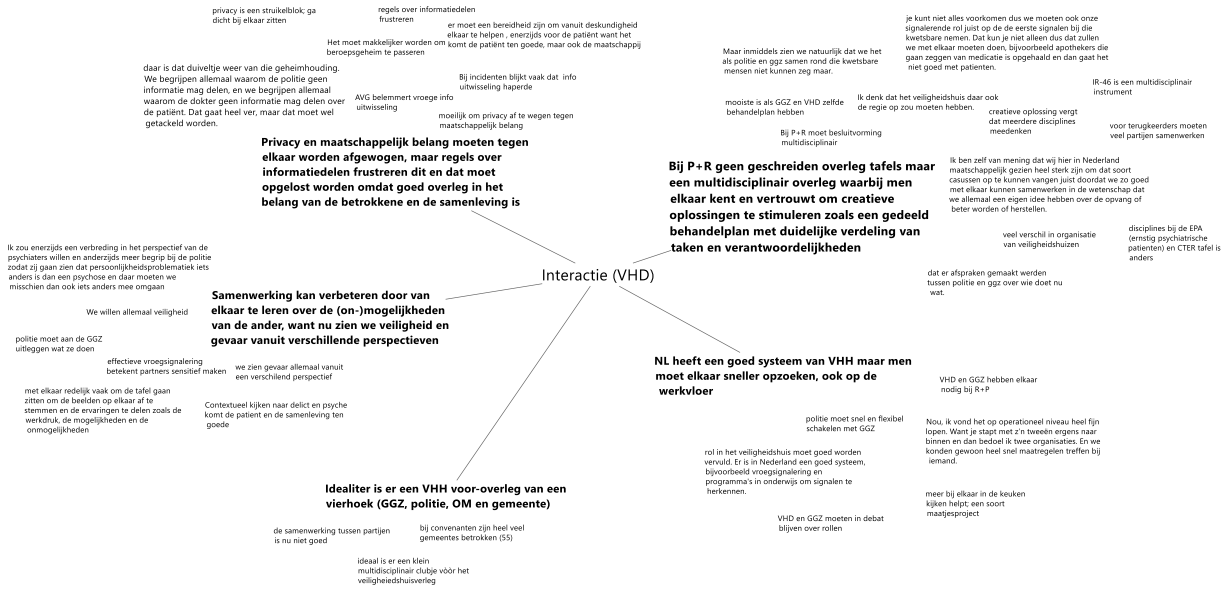 privacy is een struikelblok; ga
dicht bij elkaar zitten
regels over informatiedelen
frustreren
er moet een bereidheid zijn om vanuit deskundigheid
elkaar te helpen , enerzijds voor de patiënt want het
komt de patiënt ten goede, maar ook de maatschappij
Het moet makkelijker worden om
beroepsgeheim te passeren
daar is dat duiveltje weer van die geheimhouding.
We begrijpen allemaal waarom de politie geen
informatie mag delen, en we begrijpen allemaal
waarom de dokter geen informatie mag delen over
de patiënt. Dat gaat heel ver, maar dat moet wel
getackeld worden.
Bij incidenten blijkt vaak dat info
uitwisseling haperde
AVG belemmert vroege info
uitwisseling
moeilijk om privacy af te wegen tegen
maatschappelijk belang
Privacy en maatschappelijk belang moeten tegen
elkaar worden afgewogen, maar regels over
informatiedelen frustreren dit en dat moet
opgelost worden omdat goed overleg in het
belang van de betrokkene en de samenleving is
je kunt niet alles voorkomen dus we moeten ook onze
signalerende rol juist op de de eerste signalen bij die
kwetsbare nemen. Dat kun je niet alleen dus dat zullen
we met elkaar moeten doen, bijvoorbeeld apothekers die
gaan zeggen van medicatie is opgehaald en dan gaat het
niet goed met patienten.
Maar inmiddels zien we natuurlijk dat we het
als politie en ggz samen rond die kwetsbare
mensen niet kunnen zeg maar.
IR-46 is een multidisciplinair
instrument
mooiste is als GGZ en VHD zelfde
behandelplan hebben
Ik denk dat het veiligheidshuis daar ook
de regie op zou moeten hebben.
creatieve oplossing vergt
dat meerdere disciplines
meedenken
voor terugkeerders moeten
veel partijen samenwerken
Bij P+R moet besluitvorming
multidisciplinair
Bij P+R geen gescheiden overleg tafels maar
een multidisciplinair overleg waarbij men
elkaar kent en vertrouwt om creatieve
oplossingen te stimuleren zoals een gedeeld
behandelplan met duidelijke verdeling van
taken en verantwoordelijkheden
Ik ben zelf van mening dat wij hier in Nederland
maatschappelijk gezien heel sterk zijn om dat soort
casussen op te kunnen vangen juist doordat we zo goed
met elkaar kunnen samenwerken in de wetenschap dat
we allemaal een eigen idee hebben over de opvang of
beter worden of herstellen.
veel verschil in organisatie
van veiligheidshuizen
disciplines bij de EPA
(ernstig psychiatrische
patienten) en CTER tafel is
anders
dat er afspraken gemaakt werden
tussen politie en ggz over wie doet nu
wat.
Interactie (VHD)
Ik zou enerzijds een verbreding in het perspectief van de
psychiaters willen en anderzijds meer begrip bij de politie
zodat zij gaan zien dat persoonlijkheidsproblematiek iets
anders is dan een psychose en daar moeten we
misschien dan ook iets anders mee omgaan
We willen allemaal veiligheid
Samenwerking kan verbeteren door van
elkaar te leren over de (on-)mogelijkheden
van de ander, want nu zien we veiligheid en
gevaar vanuit verschillende perspectieven
politie moet aan de GGZ
uitleggen wat ze doen
effectieve vroegsignalering
betekent partners sensitief maken
we zien gevaar allemaal vanuit
een verschilend perspectief
met elkaar redelijk vaak om de tafel gaan
zitten om de beelden op elkaar af te
stemmen en de ervaringen te delen zoals de
werkdruk, de mogelijkheden en de
onmogelijkheden
Contextueel kijken naar delict en psyche
komt de patient en de samenleving ten
goede
NL heeft een goed systeem van VHH maar men
moet elkaar sneller opzoeken, ook op de
werkvloer
VHD en GGZ hebben elkaar
nodig bij R+P
politie moet snel en flexibel
schakelen met GGZ
Nou, ik vond het op operationeel niveau heel fijn
lopen. Want je stapt met z'n tweeën ergens naar
binnen en dan bedoel ik twee organisaties. En we
konden gewoon heel snel maatregelen treffen bij
iemand.
rol in het veiligheidshuis moet goed worden
vervuld. Er is in Nederland een goed systeem,
bijvoorbeeld vroegsignalering en
programma's in onderwijs om signalen te
herkennen.
meer bij elkaar in de keuken
kijken helpt; een soort
maatjesproject
VHD en GGZ moeten in debat
blijven over rollen
Idealiter is er een VHH voor-overleg van een
vierhoek (GGZ, politie, OM en gemeente)
de samenwerking tussen partijen
is nu niet goed
bij convenanten zijn heel veel
gemeentes betrokken (55)
ideaal is er een klein
multidisciplinair clubje vòòr het
veiligheiedshuisverleg